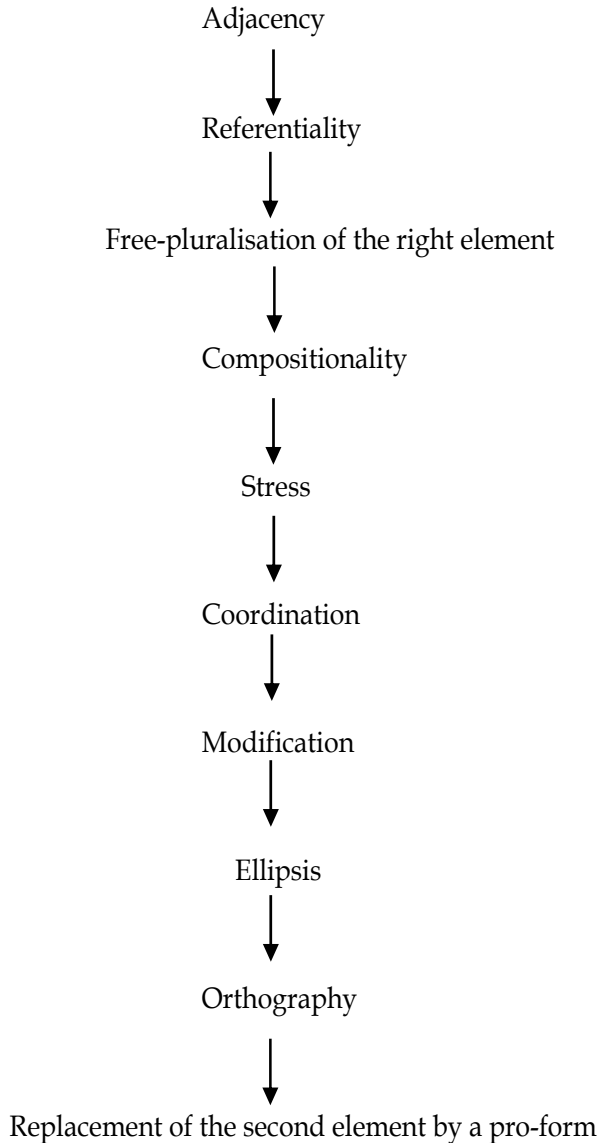 Adjacency
Referentiality
Free-pluralisation of the right element
Compositionality
Stress
Coordination
Modification
Ellipsis
Orthography
Replacement of the second element by a pro-form